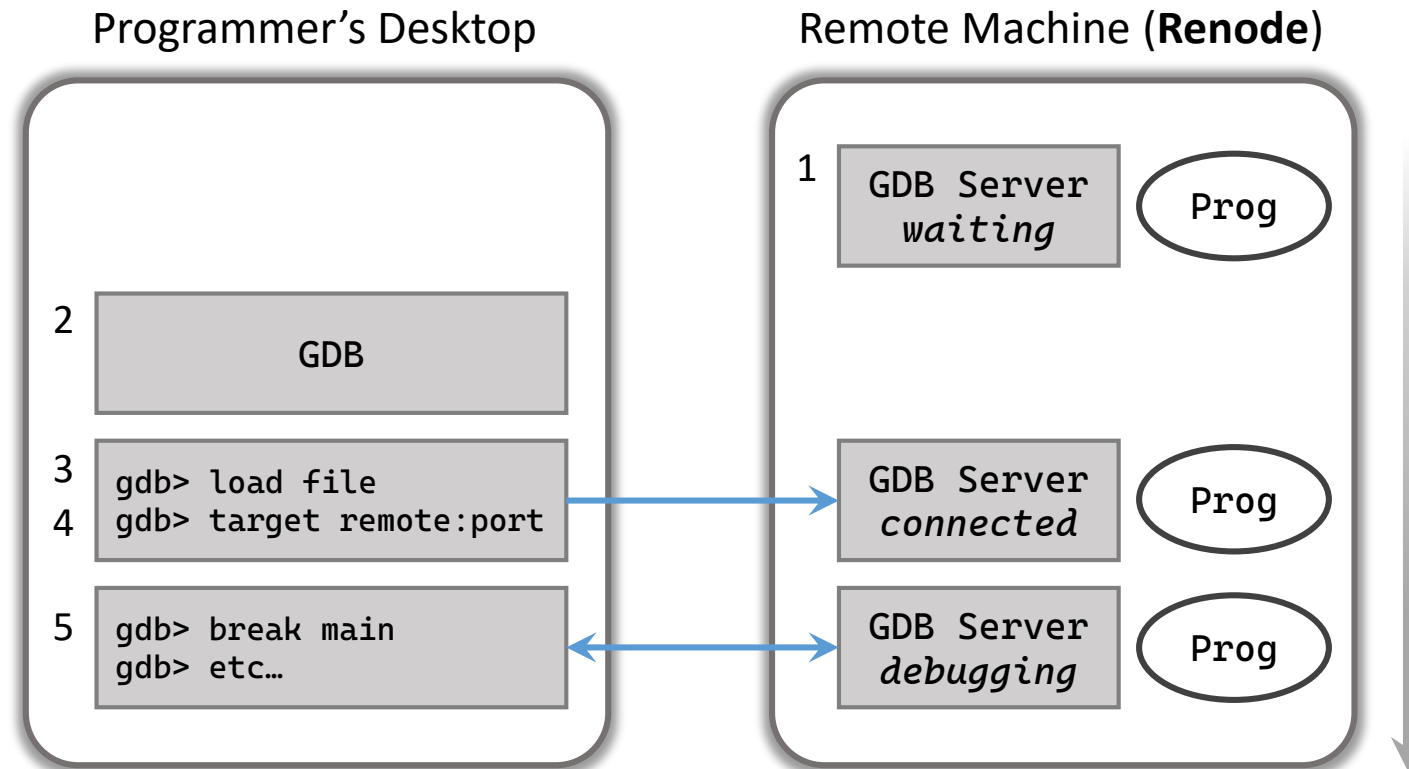 Programmer’s Desktop
Remote Machine (Renode)
1
GDB Server
waiting
Prog
2
GDB
3
gdb> load file
4
gdb> target remote:port
GDB Server
connected
Prog
5
gdb> break main
gdb> etc…
GDB Server
debugging
Prog